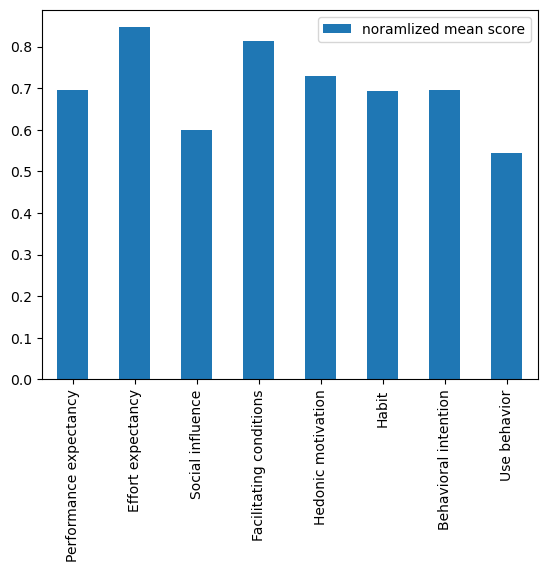 noramlized mean score
0.8
0.7
0.6
0.5
0.4
0.3
0.2
0.1
0.0
Performance expectancy
Effort expectancy
Social influence
Facilitating conditions
Hedonic motivation
Habit
Behavioral intention
Use behavior